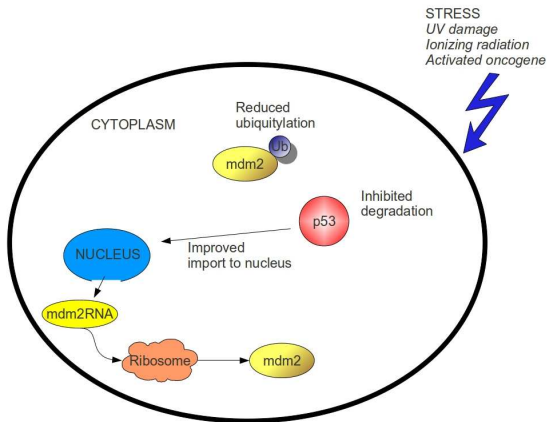 STRESS
UV damage
Ionizing radiation
Activated oncogene
CYTOPLASM
Reduced
ubiquitylation
Ub
mdm2
Inhibited
degradation
p53
Improved
import to nucleus
NUCLEUS
mdm2RNA
Ribosome
mdm2